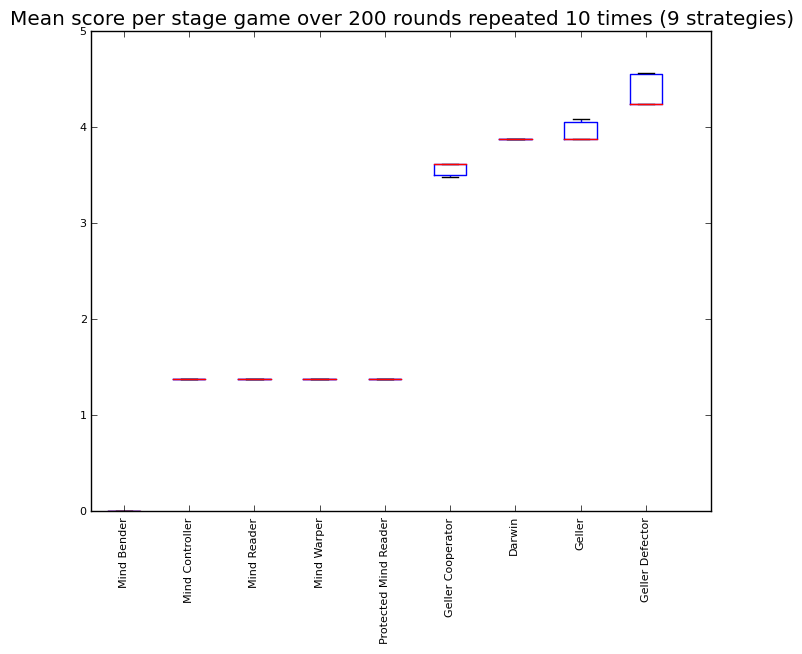 Mean score per stage game over 200 rounds repeated 10 times (9 strategies)
5
4
3
2
1
0
Mind Bender
Mind Controller
Mind Reader
Mind Warper
Protected Mind Reader
Geller Cooperator
Darwin
Geller
Geller Defector